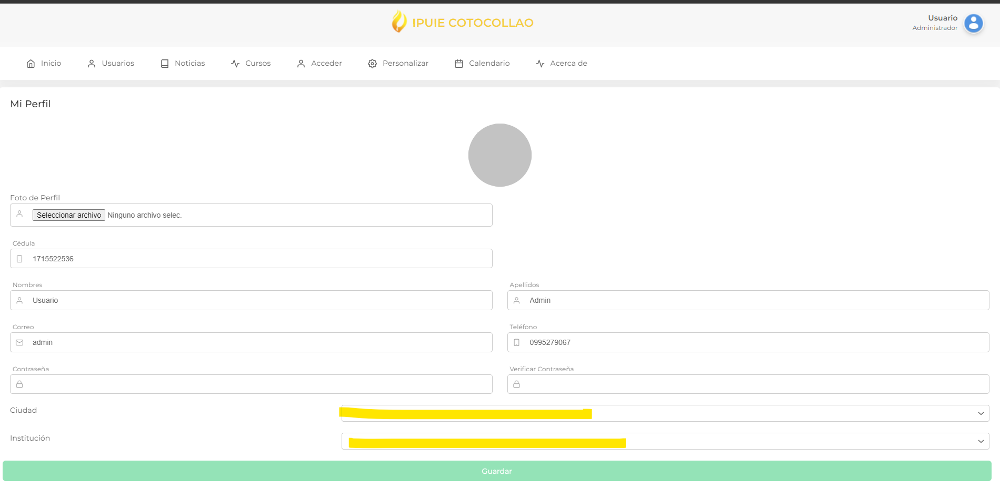 IPUIE COTOCOLLAO
Usuario
Administrador
Inicio
Usuarios
Noticias
Cursos
Acceder
Personalizar
Calendario
Acerca de
Mi Perfil
Foto de Perfil
Seleccionar archivo Ninguno archivo selec.
Cédula
1715522536
Nombres
Usuario
Apellidos
Admin
Correo
admin
Teléfono
0995279067
Contraseña
Verificar Contraseña
Ciudad
Institución
Guardar